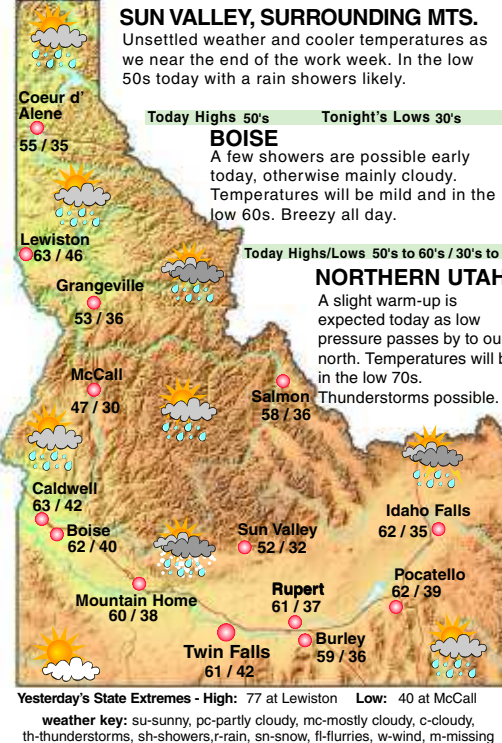 SUN VALLEY, SURROUNDING MTS.
Unsettled weather and cooler temperatures as
we near the end of the work week. In the low
50s today with a rain showers likely.
Today Highs 50's Tonight's Lows 30's
BOISE
A few showers are possible early
today, otherwise mainly cloudy.
Temperatures will be mild and in the
low 60s. Breezy all day.
Today Highs/Lows 50's to 60's / 30's to
NORTHERN UTAH
A slight warm-up is
expected today as low
pressure passes by to ou
north. Temperatures will b
in the low 70s.
Thunderstorms possible.
Coeur d'
Alene
55 / 35
Lewiston
63 / 46
Grangeville
53 / 36
McCall
47 / 30
Salmon
58 / 36
Caldwell
63 / 42
Boise
62 / 40
Sun Valley
52 / 32
Idaho Falls
62 / 35
Mountain Home
60 / 38
Rupert
61 / 37
Pocatello
62 / 39
Twin Falls
61 / 42
Burley
59 / 36
Yesterday's State Extremes - High: 77 at Lewiston Low: 40 at McCall
weather key: su-sunny, pc-partly cloudy, mc-mostly cloudy, c-cloudy,
th-thunderstorms, sh-showers,r-rain, sn-snow, fl-flurries, w-wind, m-missing